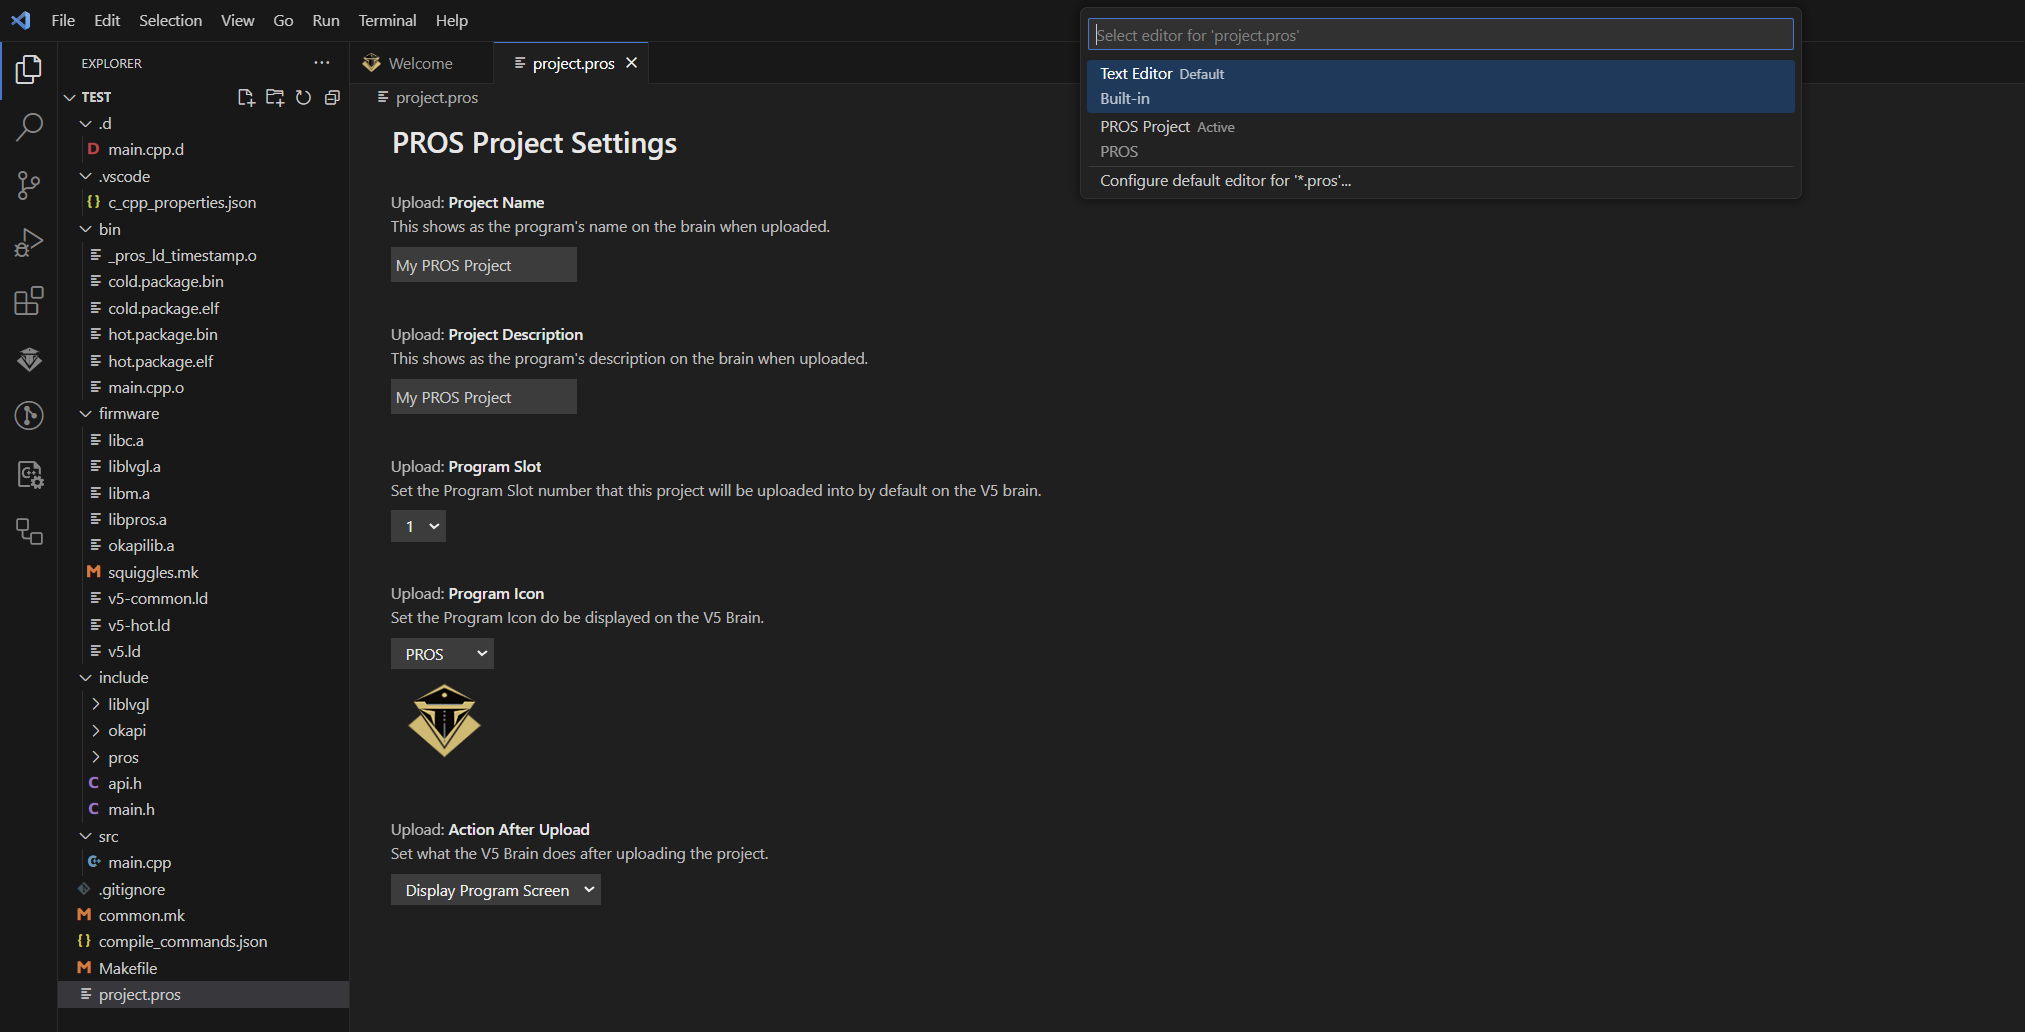 File Edit Selection View Go Run Terminal Help
Select editor for 'project.pros'
Text Editor Default
Built-in
PROS Project Active
PROS
Configure default editor for '*.pros'...
EXPLORER
TEST
.d
main.cpp.d
.vscode
c_cpp_properties.json
bin
_pros_ld_timestamp.o
cold.package.bin
cold.package.elf
hot.package.bin
hot.package.elf
main.cpp.o
firmware
libc.a
liblvgl.a
libm.a
libpros.a
okapilib.a
squiggles.mk
v5-common.ld
v5-hot.ld
v5.ld
include
liblvgl
okapi
pros
api.h
main.h
src
main.cpp
.gitignore
common.mk
compile_commands.json
Makefile
project.pros
Welcome
project.pros
project.pros
PROS Project Settings
Upload: Project Name
This shows as the program's name on the brain when uploaded.
My PROS Project
Upload: Project Description
This shows as the program's description on the brain when uploaded.
My PROS Project
Upload: Program Slot
Set the Program Slot number that this project will be uploaded into by default on the V5 brain.
1
Upload: Program Icon
Set the Program Icon do be displayed on the V5 Brain.
PROS
Upload: Action After Upload
Set what the V5 Brain does after uploading the project.
Display Program Screen